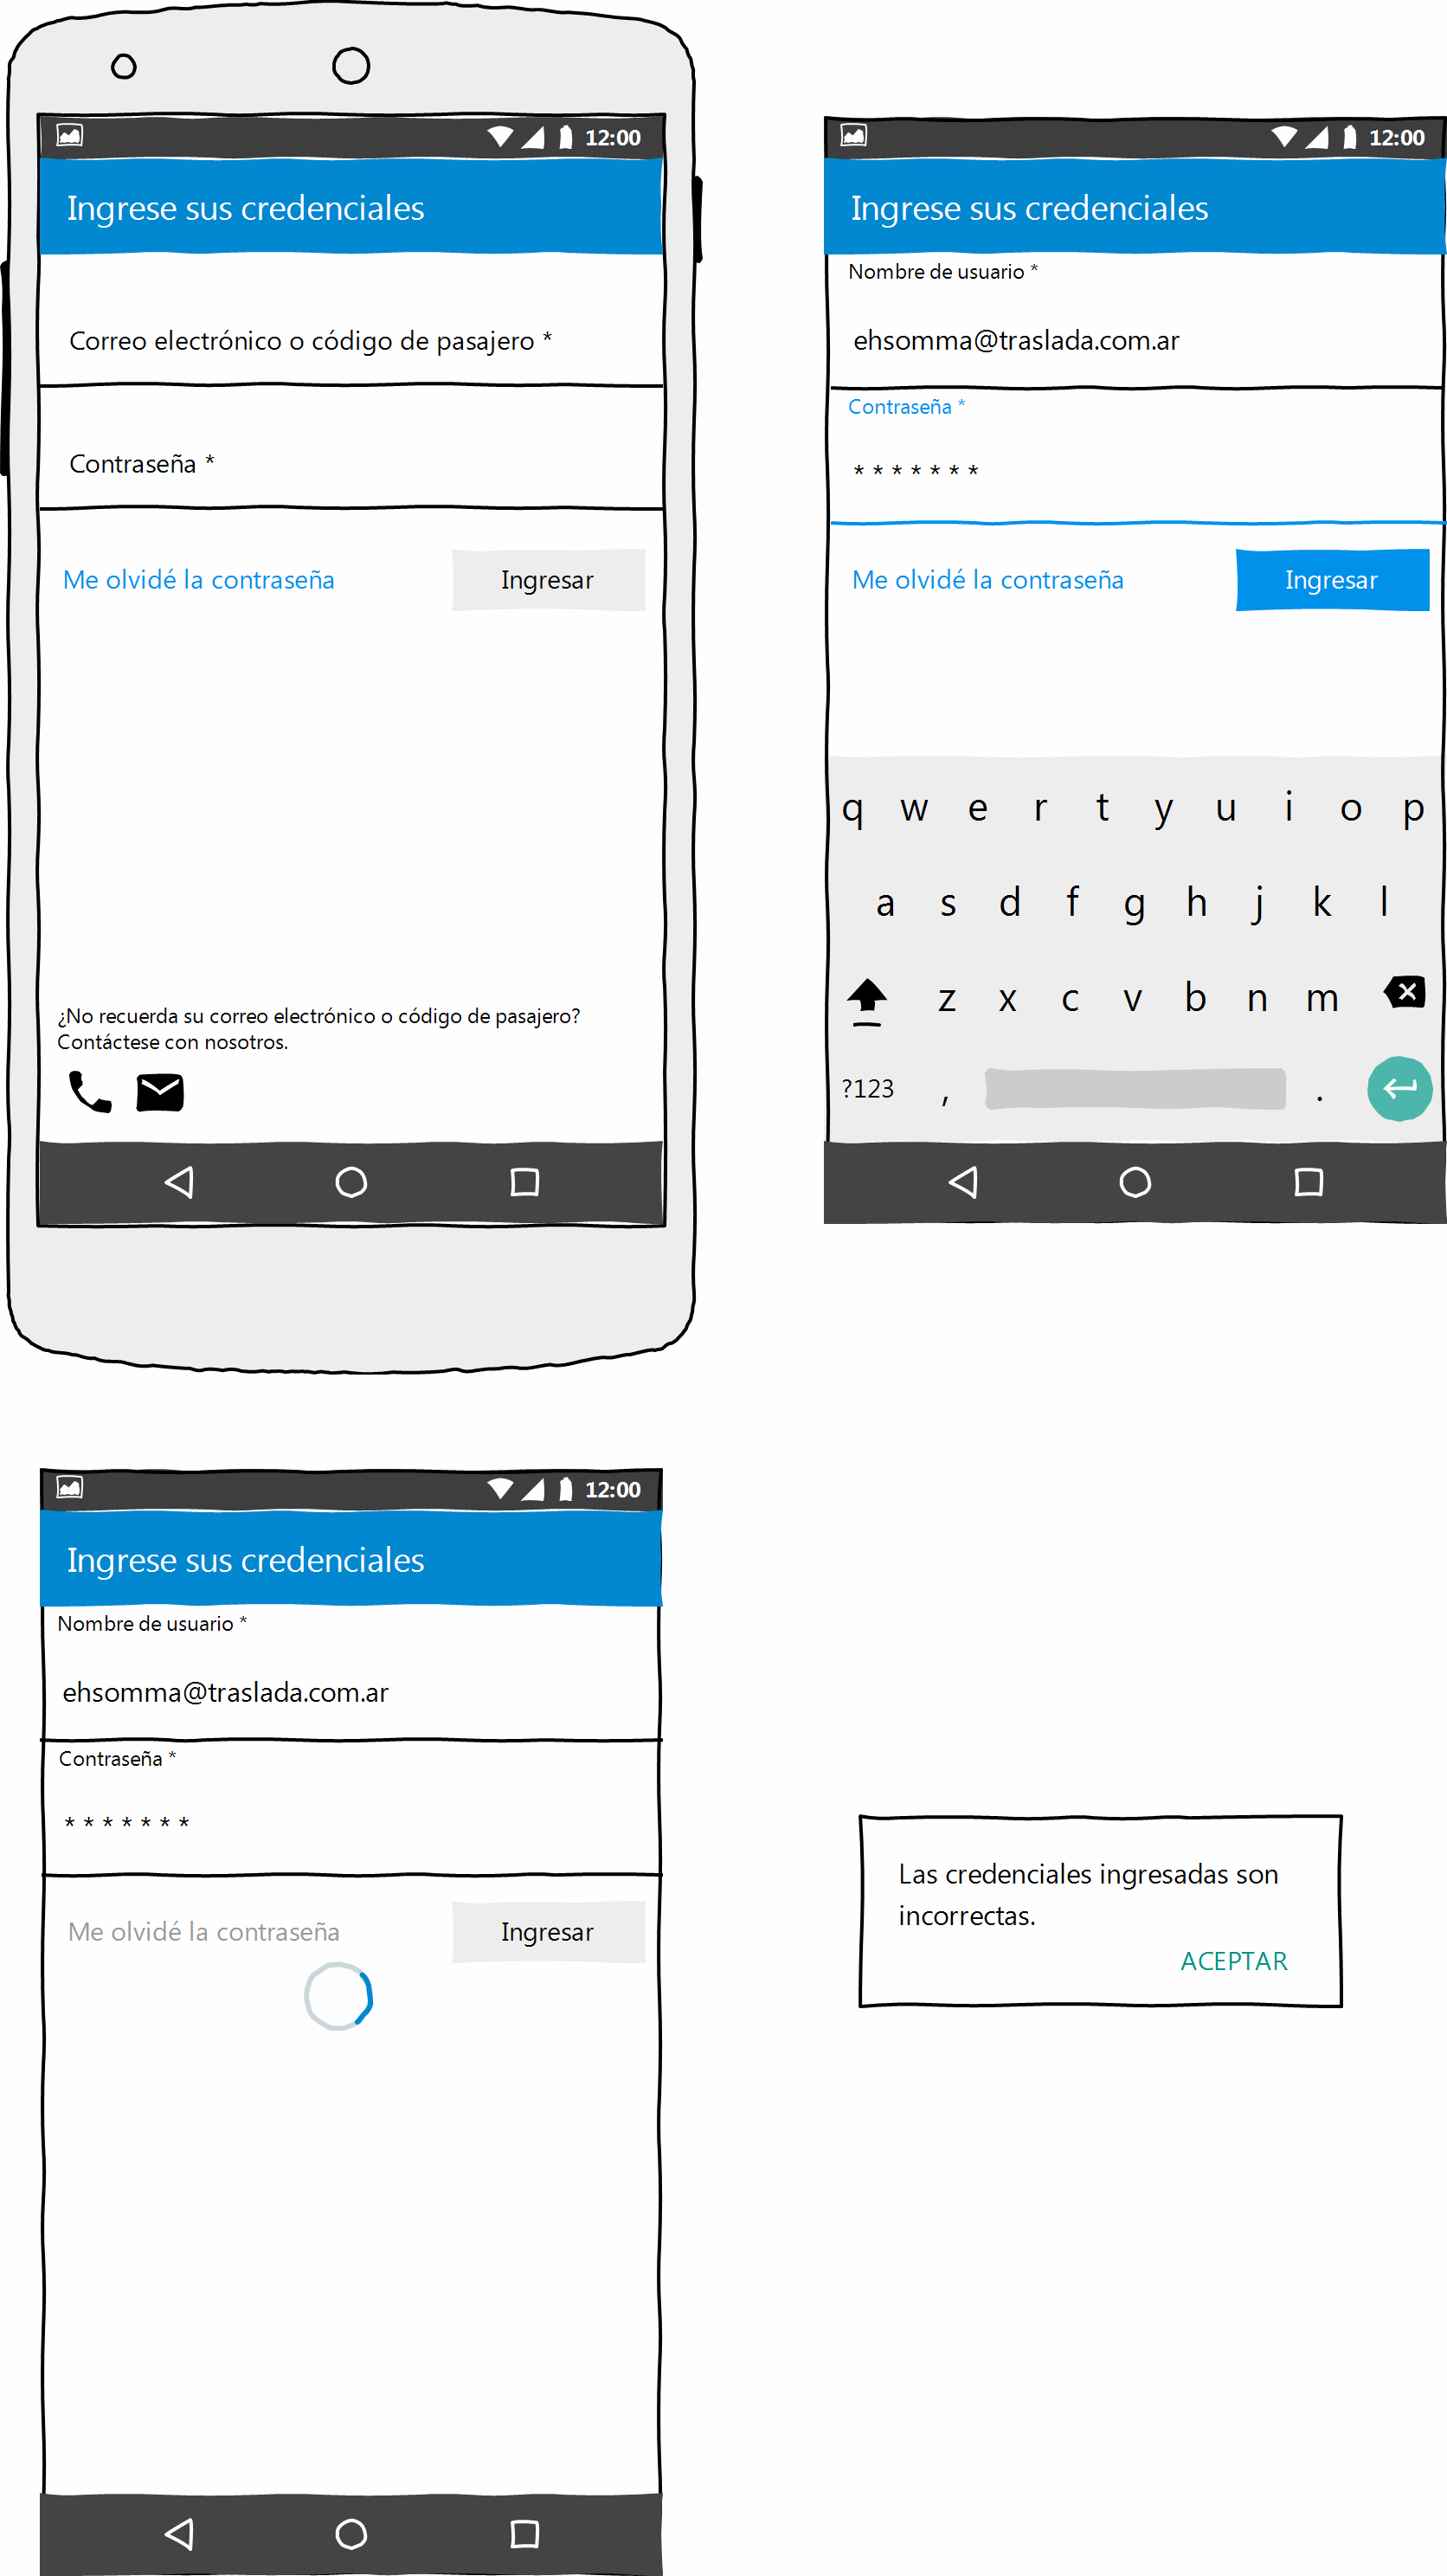 12:00
Ingrese sus credenciales
Correo electrónico o código de pasajero *
Contraseña *
Me olvidé la contraseña
Ingresar
¿No recuerda su correo electrónico o código de pasajero?
Contáctese con nosotros.
12:00
Ingrese sus credenciales
Nombre de usuario *
ehsomma@traslada.com.ar
Contraseña *
* * * * * * *
Me olvidé la contraseña
Ingresar
q w e r t y u i o p
a s d f g h j k l
z x c v b n m
?123 , .
12:00
Ingrese sus credenciales
Nombre de usuario *
ehsomma@traslada.com.ar
Contraseña *
* * * * * * *
Me olvidé la contraseña
Ingresar
Las credenciales ingresadas son
incorrectas.
ACEPTAR